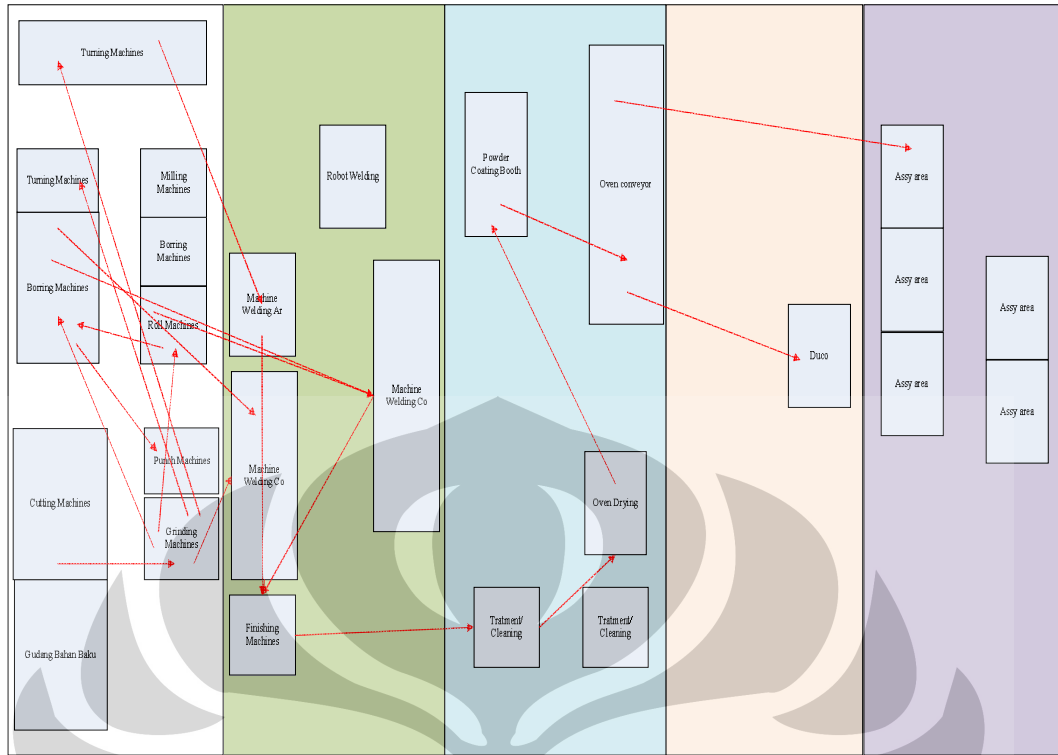 Turning Machines
Turning Machines
Milling
Machines
Borring
Machines
Borring Machines
Roll Machines
Cutting Machines
Punch Machines
Grinding
Machines
Gudang Bahan Baku
Robot Welding
Machine
Welding Ar
Machine
Welding Co
Machine
Welding Co
Finishing
Machines
Powder
Coating Booth
Oven conveyor
Oven Drying
Tratment/
Cleaning
Tratment/
Cleaning
Duco
Assy area
Assy area
Assy area
Assy area
Assy area